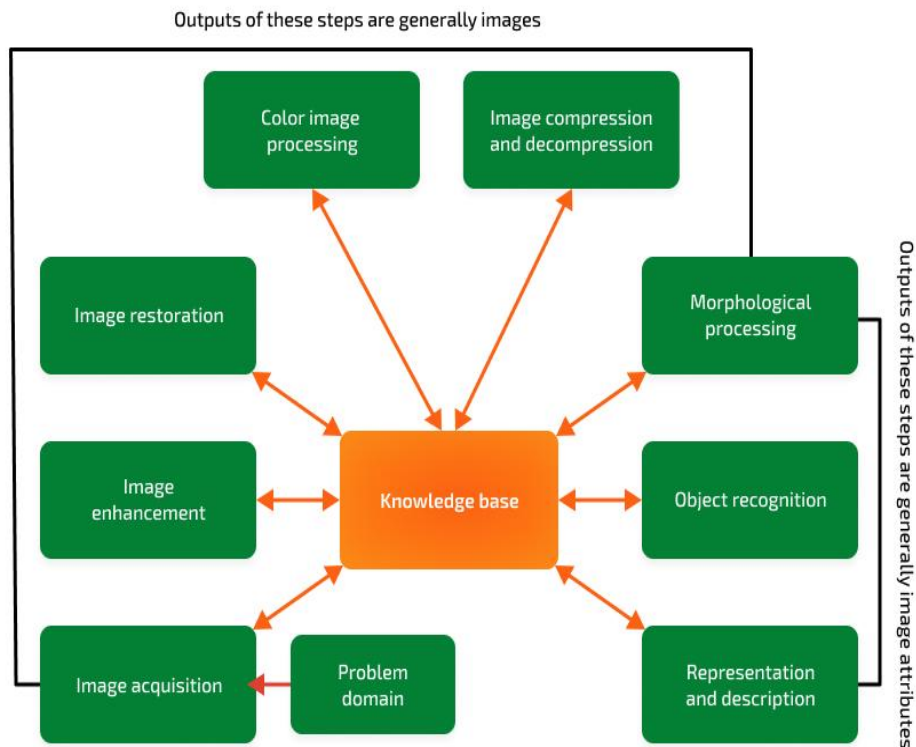 Outputs of these steps are generally images
Color image
processing
Image compression
and decompression
Image restoration
Morphological
processing
Image
enhancement
Knowledge base
Object recognition
Image acquisition
Problem
domain
Representation
and description
Outputs of these steps are generally image attributes